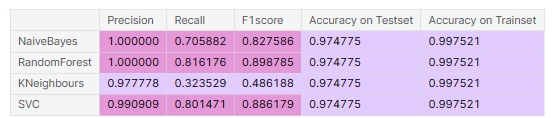 Precision Recall F1score Accuracy on Testset Accuracy on Trainset
NaiveBayes 1.000000 0.705882 0.827586 0.974775 0.997521
RandomForest 1.000000 0.816176 0.898785 0.974775 0.997521
KNeighbours 0.977778 0.323529 0.486188 0.974775 0.997521
SVC 0.990909 0.801471 0.886179 0.974775 0.997521